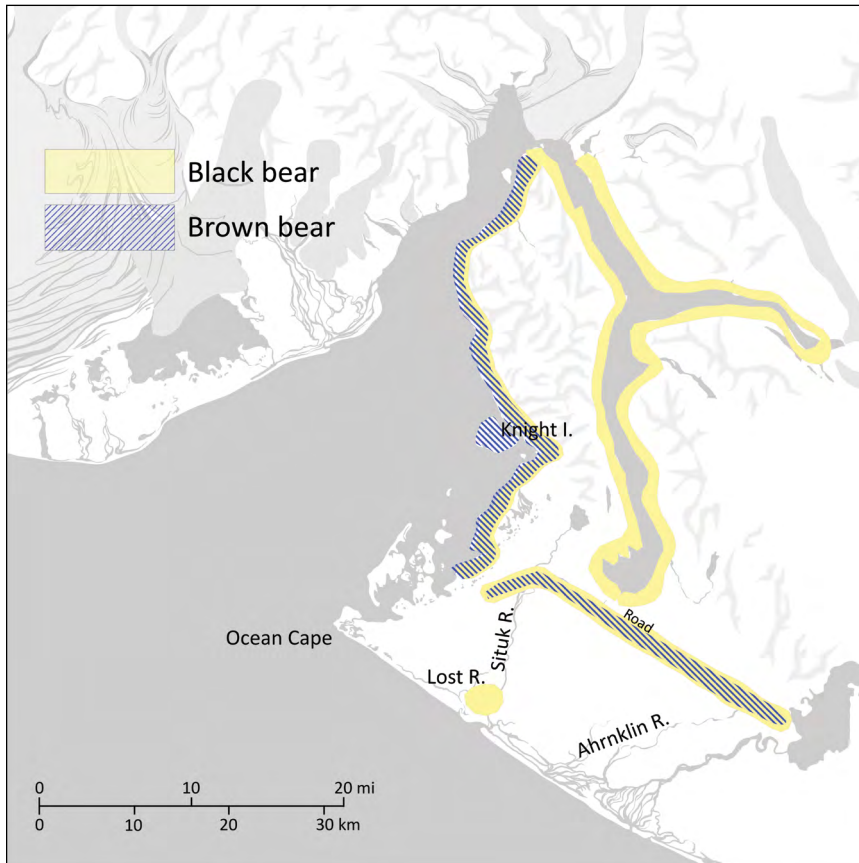 Black bear
Brown bear
Knight I.
Road
Situk R.
Ocean Cape
Lost R.
Ahrnklin R.
0 10 20 mi
0 10 20 30 km